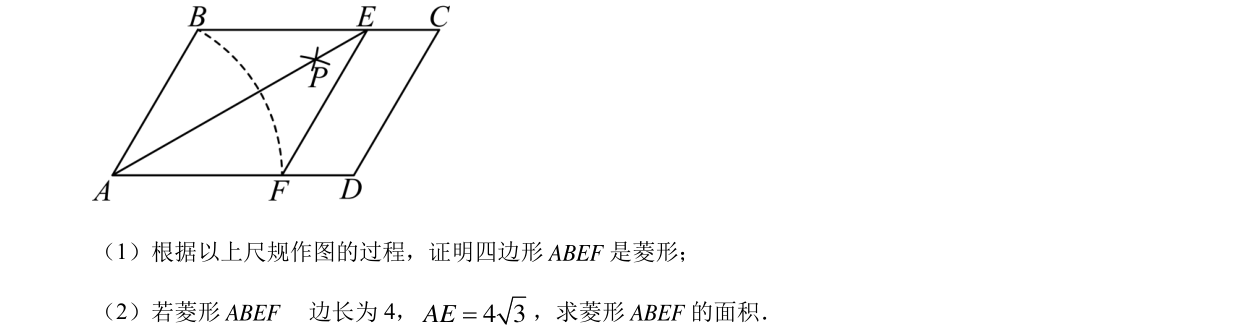 B E C
P
A F D
（1）根据以上尺规作图的过程，证明四边形 ABEF 是菱形；
（2）若菱形 ABEF 边长为 4， AE = 4√3 ，求菱形 ABEF 的面积．